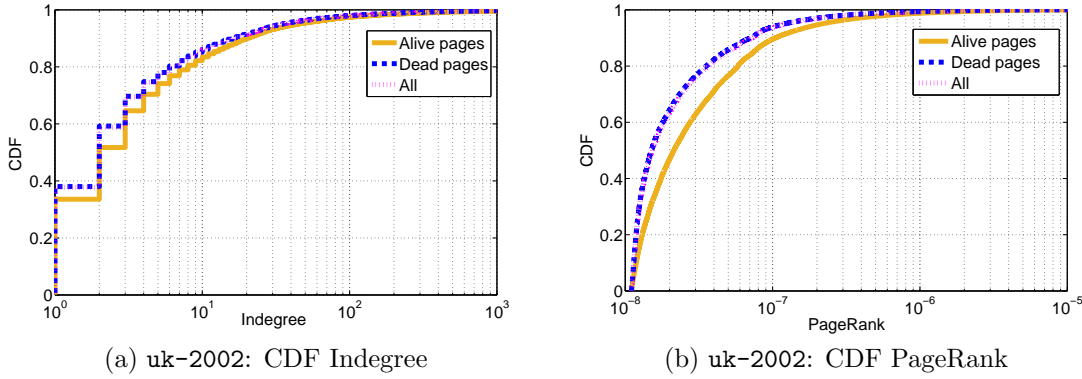 1
0.8
0.6
0.4
0.2
0
CDF
10^0
10^1
10^2
10^3
Indegree
Alive pages
Dead pages
All
(a) uk-2002: CDF Indegree
1
0.8
0.6
0.4
0.2
0
CDF
10^-8
10^-7
10^-6
10^-5
PageRank
Alive pages
Dead pages
All
(b) uk-2002: CDF PageRank